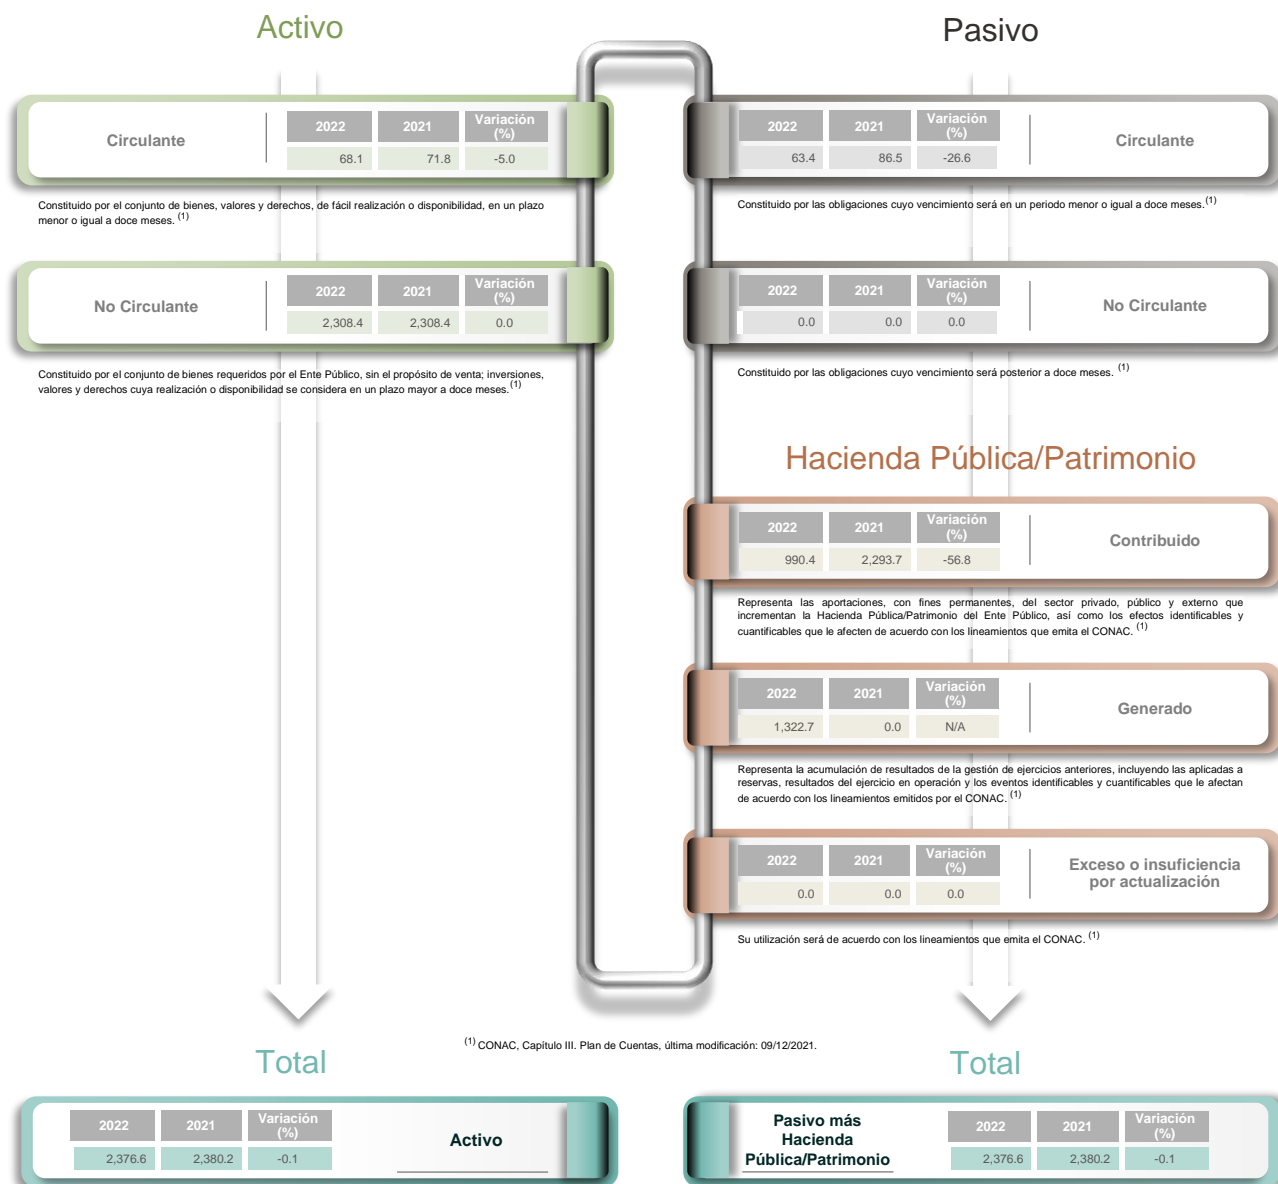 Activo
Circulante
2022 2021 Variación (%)
68.1 71.8 -5.0
Constituido por el conjunto de bienes, valores y derechos, de fácil realización o disponibilidad, en un plazo
menor o igual a doce meses. (1)
No Circulante
2022 2021 Variación (%)
2,308.4 2,308.4 0.0
Constituido por el conjunto de bienes requeridos por el Ente Público, sin el propósito de venta; inversiones,
valores y derechos cuya realización o disponibilidad se considera en un plazo mayor a doce meses. (1)
Pasivo
2022 2021 Variación (%)
63.4 86.5 -26.6
Circulante
Constituido por las obligaciones cuyo vencimiento será en un periodo menor o igual a doce meses. (1)
2022 2021 Variación (%)
0.0 0.0 0.0
No Circulante
Constituido por las obligaciones cuyo vencimiento será posterior a doce meses. (1)
Hacienda Pública/Patrimonio
2022 2021 Variación (%)
990.4 2,293.7 -56.8
Contribuido
Representa las aportaciones, con fines permanentes, del sector privado, público y externo que
incrementan la Hacienda Pública/Patrimonio del Ente Público, así como los efectos identificables y
cuantificables que le afecten de acuerdo con los lineamientos que emita el CONAC. (1)
2022 2021 Variación (%)
1,322.7 0.0 N/A
Generado
Representa la acumulación de resultados de la gestión de ejercicios anteriores, incluyendo las aplicadas a
reservas, resultados del ejercicio en operación y los eventos identificables y cuantificables que le afectan
de acuerdo con los lineamientos emitidos por el CONAC. (1)
2022 2021 Variación (%)
0.0 0.0 0.0
Exceso o insuficiencia
por actualización
Su utilización será de acuerdo con los lineamientos que emita el CONAC. (1)
(1) CONAC, Capítulo III. Plan de Cuentas, última modificación: 09/12/2021.
Total
2022 2021 Variación (%)
2,376.6 2,380.2 -0.1
Activo
Total
Pasivo más
Hacienda
Pública/Patrimonio
2022 2021 Variación (%)
2,376.6 2,380.2 -0.1